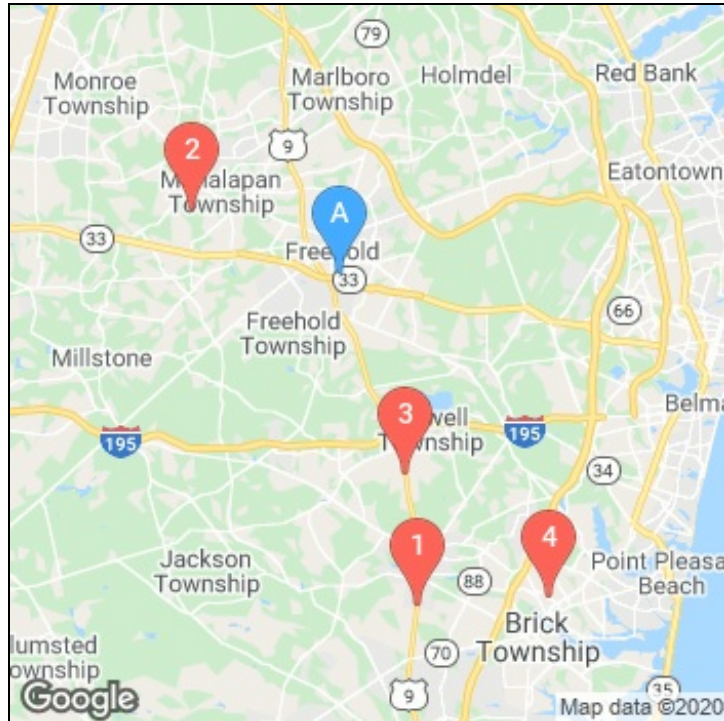 79
Monroe
Township
Marlboro
Township
Holmdel
Red Bank
9
2
Eatontown
Township
A
33
Freehold
33
Freehold
Township
66
Millstone
3
Township
195
195
34
1
4
Jackson
Township
88
Point Pleasa
Beach
Brick
Township
70
9
35
Google
Map data ©2020